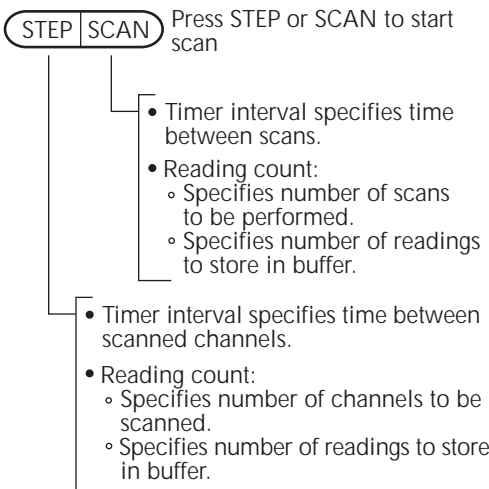 STEP SCAN Press STEP or SCAN to start
scan
• Timer interval specifies time
between scans.
• Reading count:
∘ Specifies number of scans
to be performed.
∘ Specifies number of readings
to store in buffer.
• Timer interval specifies time between
scanned channels.
• Reading count:
∘ Specifies number of channels to be
scanned.
∘ Specifies number of readings to store
in buffer.